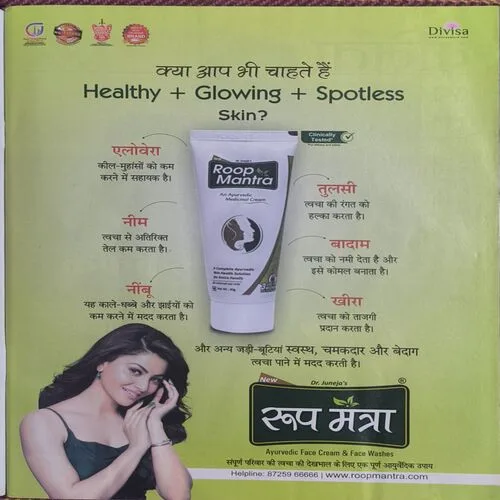 Divisa
क्या आप भी चाहते हैं
Healthy + Glowing + Spotless
Skin?
Clinically
Tested*
एलोवेरा
कील-मुहांसों को कम
करने में सहायक है।
नीम
त्वचा से अतिरिक्त
तेल कम करता है।
नींबू
यह काले-धब्बे और झाईयों को
कम करने में मदद करता है।
Roop
Mantra
An Ayurvedic
Medicinal Cream
तुलसी
त्वचा की रंगत को
हल्का करता है।
बादाम
त्वचा को नमी देता है और
इसे कोमल बनाता है।
खीरा
त्वचा को ताजगी
प्रदान करता है।
और अन्य जड़ी-बूटियां स्वस्थ, चमकदार और बेदाग
त्वचा पाने में मदद करती है।
New
Dr. Juneja's
®
रूप मंत्रा
Ayurvedic Face Cream & Face Washes
संपूर्ण परिवार की त्वचा की देखभाल के लिए एक पूर्ण आयुर्वेदिक उपाय
Helpline: 87259 66666 | www.roopmantra.com